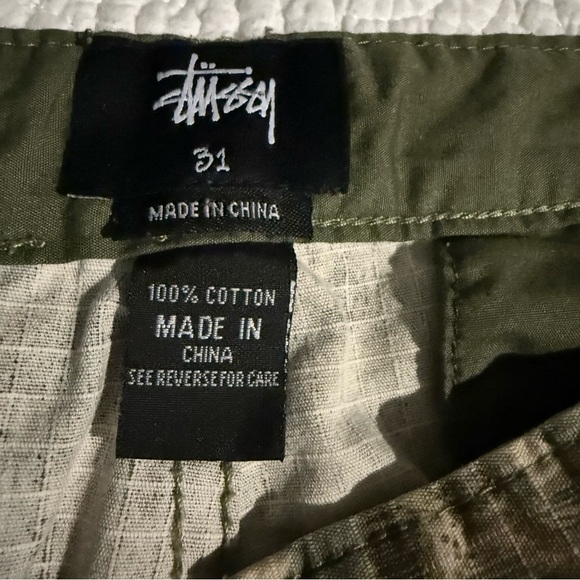 Stüssy
31
MADE IN CHINA
100% COTTON
MADE IN
CHINA
SEE REVERSE FOR CARE